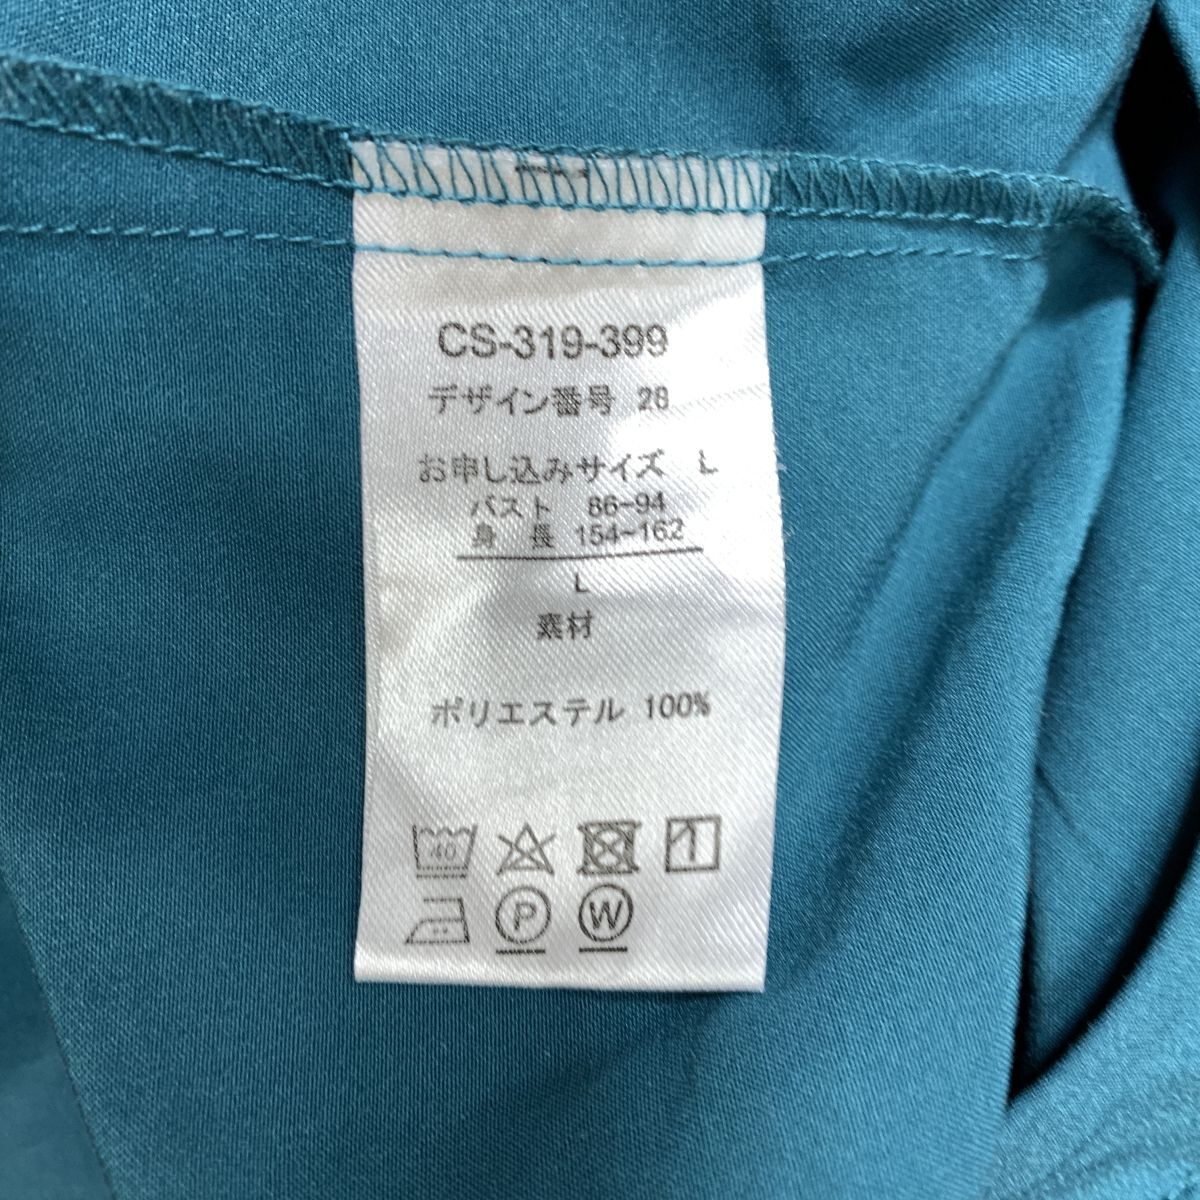 CS-319-399
デザイン番号 28
お申し込みサイズ L
バスト 86-94
身 長 154-162
L
素材
ポリエステル 100%
40
P W